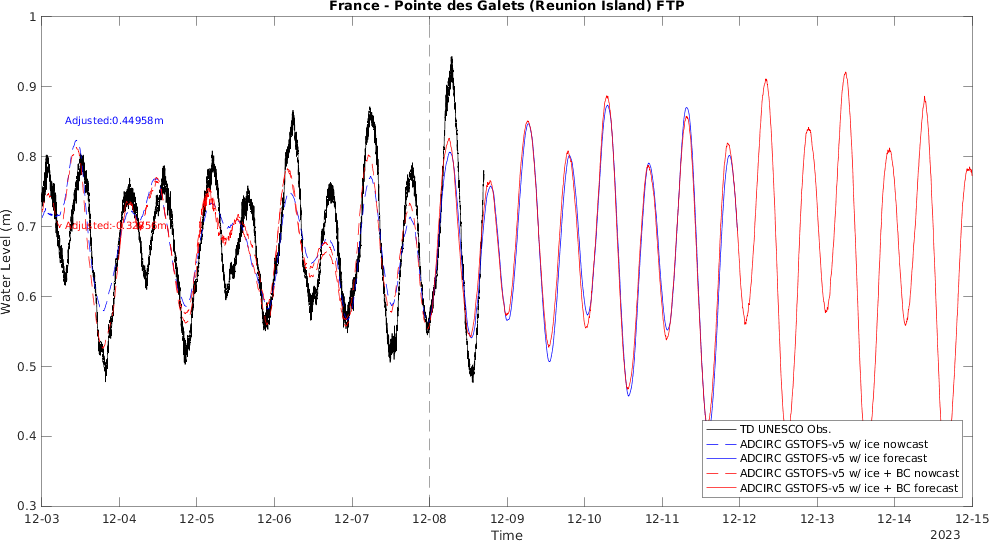 France - Pointe des Galets (Reunion Island) FTP
1
0.9
0.8
0.7
0.6
0.5
0.4
0.3
Water Level (m)
Adjusted:0.44958m
TD UNESCO Obs.
ADCIRC GSTOFS-v5 w/ ice nowcast
ADCIRC GSTOFS-v5 w/ ice forecast
ADCIRC GSTOFS-v5 w/ ice + BC nowcast
ADCIRC GSTOFS-v5 w/ ice + BC forecast
12-03 12-04 12-05 12-06 12-07 12-08 12-09 12-10 12-11 12-12 12-13 12-14 12-15
Time
2023